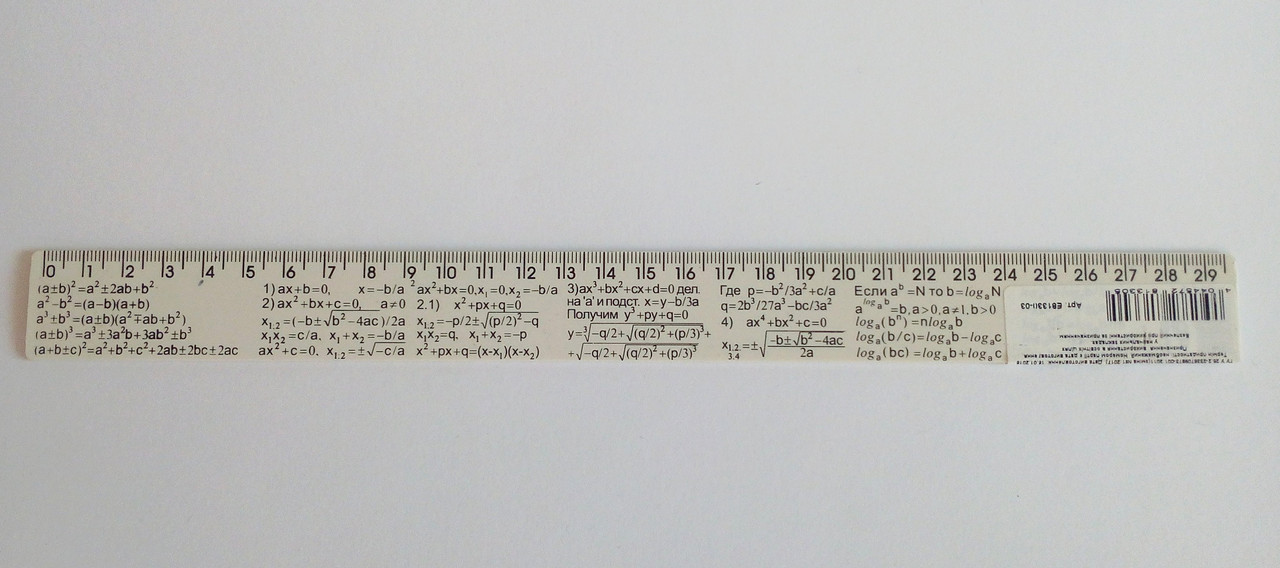 0 1 2 3 4 5 6 7 8 9 10 11 12 13 14 15 16 17 18 19 20 21 22 23 24 25 26 27 28 29
(a±b)²=a²±2ab+b²
a²−b²=(a−b)(a+b)
a³±b³=(a±b)(a²∓ab+b²)
(a±b)³=a³±3a²b+3ab²±b³
(a+b±c)²=a²+b²+c²+2ab±2bc±2ac
1)ax+b=0, x=−b/a
2)ax²+bx+c=0, a≠0
x₁.₂=(−b±√b²−4ac)/2a
x₁x₂=c/a, x₁+x₂=−b/a
ax²+c=0. x₁.₂=±√−c/a
²ax²+bx=0,x₁=0,x₂=−b/a
2.1) x²+px+q=0
x₁.₂=−p/2±√(p/2)²−q
x₁x₂=q, x₁+x₂=−p
x²+px+q=(x-x₁)(x-x₂)
3)ax³+bx²+cx+d=0 дел.
на'а'и подст. x=y−b/3a
Получим y³+py+q=0
y=³√−q/2+√(q/2)²+(p/3)³+
+√−q/2+√(q/2)²+(p/3)³
Где p=−b²/3a²+c/a
q=2b³/27a³−bc/3a²
4) ax⁴+bx²+c=0
x₁.₂.₃.₄=±√−b±√b²−4ac/2a
Если aᵇ=N то b=logₐN
a^logₐb=b,a>0,a≠1.b>0
logₐ(bⁿ)=nlogₐb
logₐ(b/c)=logₐb−logₐc
logₐ(bc)=logₐb+logₐc
Арт. E81330-03